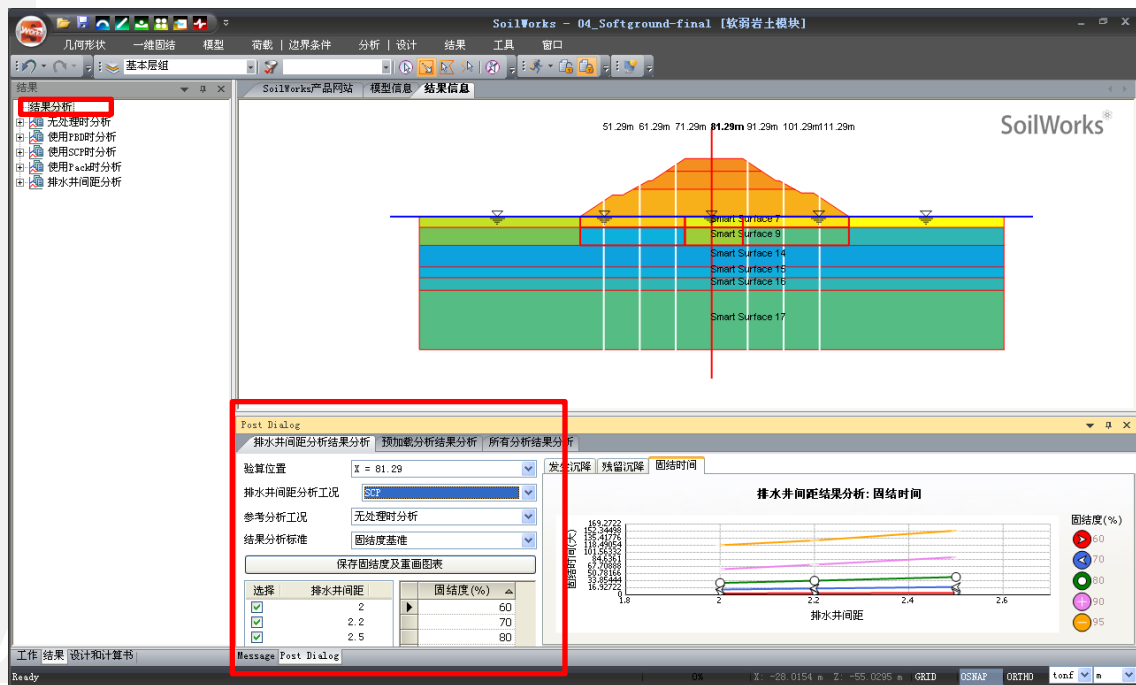 SoilWorks - 04_Softground-final [软弱岩土模块]
几何形状 一维固结 模型 荷载 | 边界条件 分析 | 设计 结果 工具 窗口
基本层组
结果
SoilWorks产品网站 模型信息 结果信息
结果分析
无处理时分析
使用PBD时分析
使用SCP时分析
使用Pack时分析
排水井间距分析
51.29m 61.29m 71.29m 81.29m 91.29m 101.29m111.29m
SoilWorks®
Smart Surface 7
Smart Surface 9
Smart Surface 14
Smart Surface 15
Smart Surface 16
Smart Surface 17
Post Dialog
排水井间距分析结果分析 预加载分析结果分析 所有分析结果分析
验算位置 X = 81.29
排水井间距分析工况 SCP
参考分析工况 无处理时分析
结果分析标准 固结度基准
保存固结度及重画图表
选择 排水井间距 固结度(%)
2 60
2.2 70
2.5 80
发生沉降 残留沉降 固结时间
排水井间距结果分析: 固结时间
固结时间(天)
169.2722
152.34498
135.41776
118.49054
101.56332
84.6361
67.70888
50.78166
33.85444
16.92722
0
1.8 2 2.2 2.4 2.6
排水井间距
固结度(%)
60
70
80
90
95
工作 结果 设计和计算书
Message Post Dialog
Ready 0% X: -28.0154 m Z: -55.0295 m GRID OSNAP ORTHO tonf m